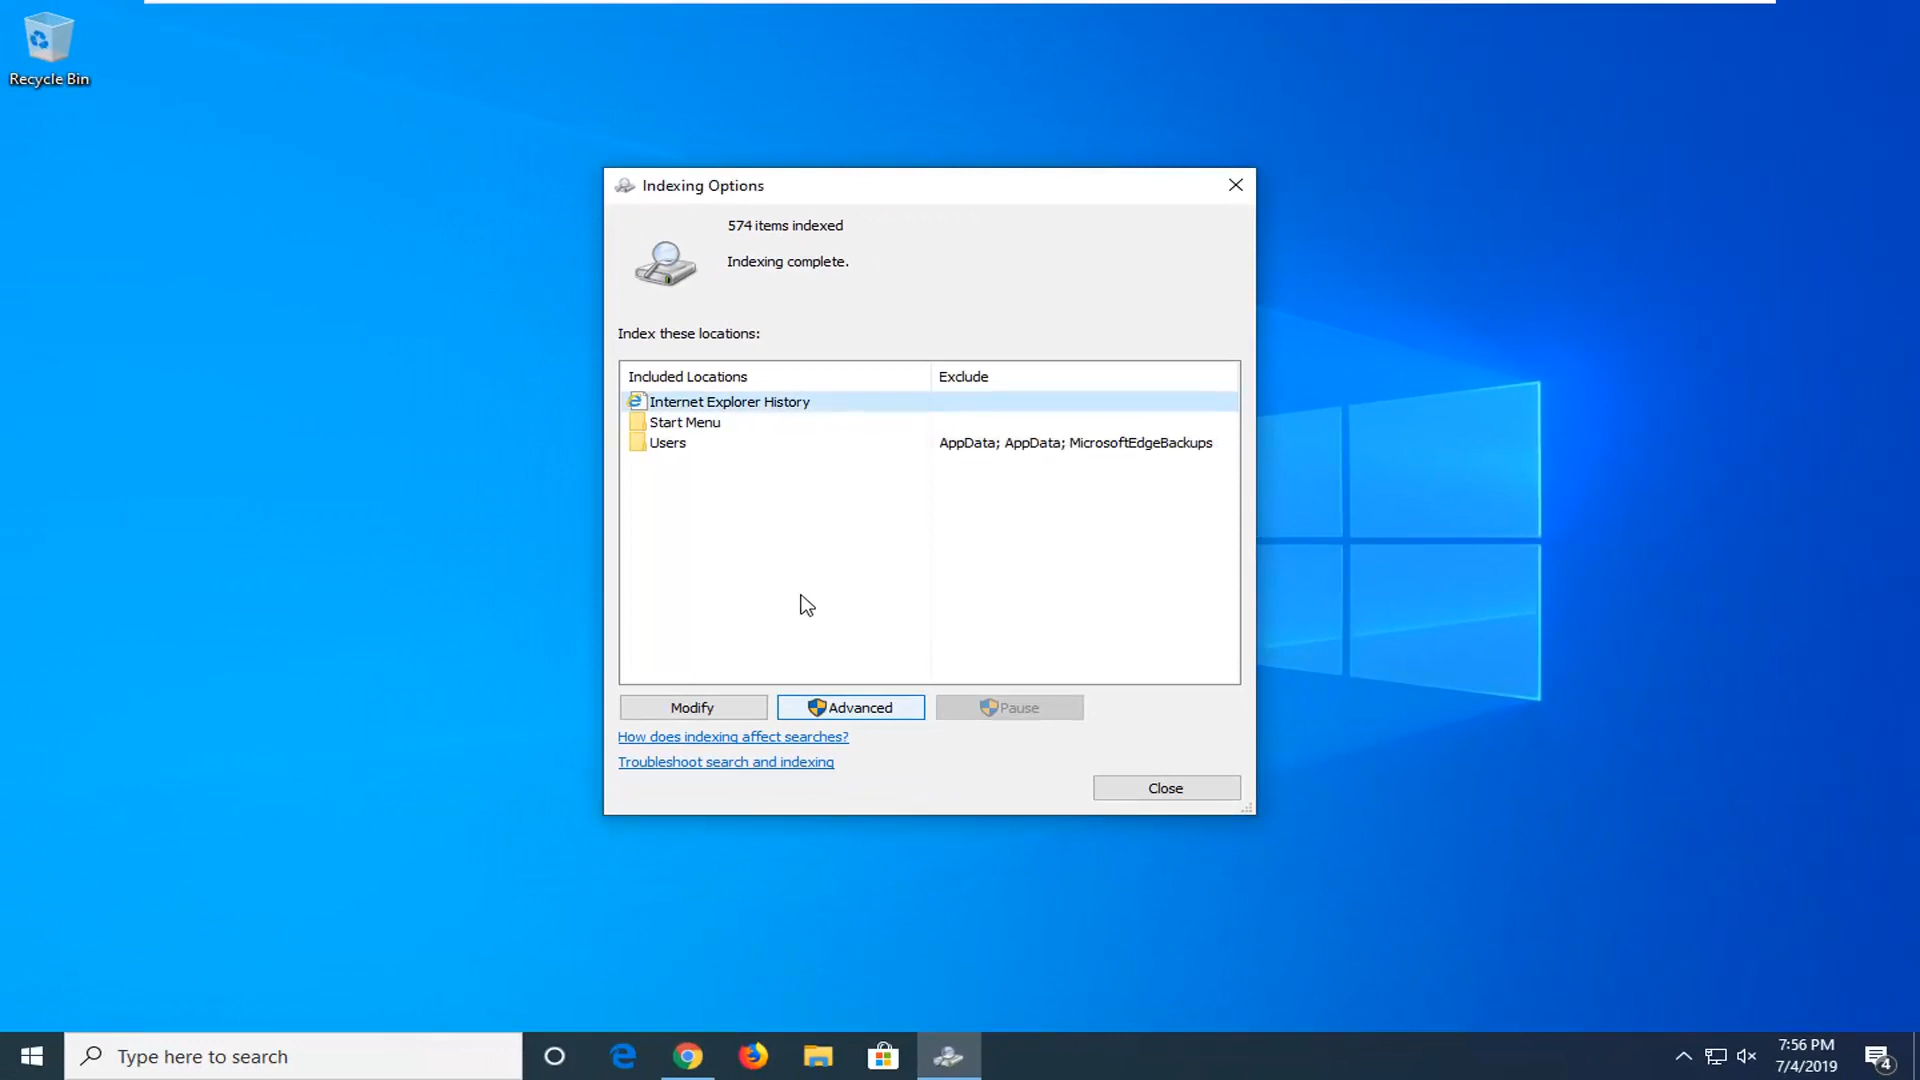 Recycle Bin
Indexing Options
574 items indexed
Indexing complete.
Index these locations:
Included Locations Exclude
Internet Explorer History
Start Menu
Users AppData; AppData; MicrosoftEdgeBackups
Modify Advanced Pause
How does indexing affect searches?
Troubleshoot search and indexing
Close
Type here to search
7:56 PM
7/4/2019
4